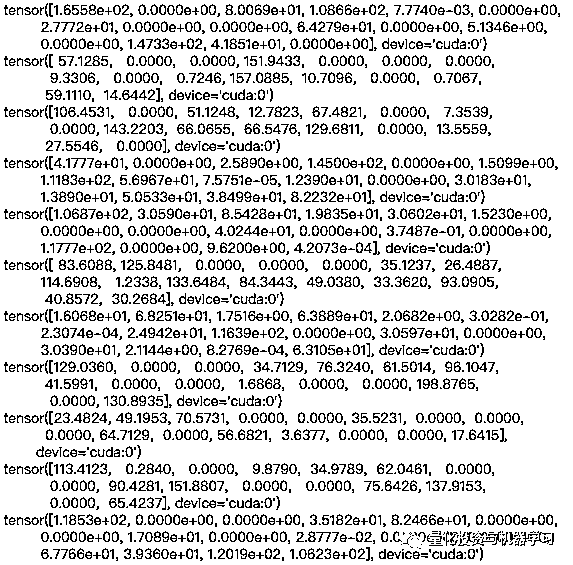 tensor([1.6558e+02, 0.0000e+00, 8.0069e+01, 1.0866e+02, 7.7740e-03, 0.0000e+00,
2.7772e+01, 0.0000e+00, 0.0000e+00, 6.4279e+01, 0.0000e+00, 5.1346e+00,
0.0000e+00, 1.4733e+02, 4.1851e+01, 0.0000e+00], device='cuda:0')
tensor([ 57.1285, 0.0000, 0.0000, 151.9433, 0.0000, 0.0000, 0.0000,
9.3306, 0.0000, 0.7246, 157.0885, 10.7096, 0.0000, 0.7067,
59.1110, 14.6442], device='cuda:0')
tensor([106.4531, 0.0000, 51.1248, 12.7823, 67.4821, 0.0000, 7.3539,
0.0000, 143.2203, 66.0655, 66.5476, 129.6811, 0.0000, 13.5559,
27.5546, 0.0000], device='cuda:0')
tensor([4.1777e+01, 0.0000e+00, 2.5890e+00, 1.4500e+02, 0.0000e+00, 1.5099e+00,
1.1183e+02, 5.6967e+01, 7.5751e-05, 1.2390e+01, 0.0000e+00, 3.0183e+01,
1.3890e+01, 5.0533e+01, 3.8499e+01, 8.2232e+01], device='cuda:0')
tensor([1.0687e+02, 3.0590e+01, 8.5428e+01, 1.9835e+01, 3.0602e+01, 1.5230e+00,
0.0000e+00, 0.0000e+00, 4.0244e+01, 0.0000e+00, 3.7487e-01, 0.0000e+00,
1.1777e+02, 0.0000e+00, 9.6200e+00, 4.2073e-04], device='cuda:0')
tensor([ 83.6088, 125.8481, 0.0000, 0.0000, 0.0000, 35.1237, 26.4887,
114.6908, 1.2338, 133.6484, 84.3443, 49.0380, 33.3620, 93.0905,
40.8572, 30.2684], device='cuda:0')
tensor([1.6068e+01, 6.8251e+01, 1.7516e+00, 6.3889e+01, 2.0682e+00, 3.0282e-01,
2.3074e-04, 2.4942e+01, 1.1639e+02, 0.0000e+00, 3.0597e+01, 0.0000e+00,
3.0390e+01, 2.1144e+00, 8.2769e-04, 6.3105e+01], device='cuda:0')
tensor([129.0360, 0.0000, 0.0000, 34.7129, 76.3240, 61.5014, 96.1047,
41.5991, 0.0000, 0.0000, 1.6868, 0.0000, 0.0000, 198.8765,
0.0000, 130.8935], device='cuda:0')
tensor([23.4824, 49.1953, 70.5731, 0.0000, 0.0000, 35.5231, 0.0000, 0.0000,
0.0000, 64.7129, 0.0000, 56.6821, 3.6377, 0.0000, 0.0000, 17.6415],
device='cuda:0')
tensor([113.4123, 0.2840, 0.0000, 9.8790, 34.9789, 62.0461, 0.0000,
0.0000, 90.4281, 151.8807, 0.0000, 0.0000, 75.6426, 137.9153,
0.0000, 65.4237], device='cuda:0')
tensor([1.1853e+02, 0.0000e+00, 0.0000e+00, 3.5182e+01, 8.2466e+01, 0.0000e+00,
0.0000e+00, 1.7089e+01, 0.0000e+00, 2.8777e-02,
6.7766e+01, 3.9360e+01, 1.2019e+02, 1.0623e+02], device='cuda:0')
量化投资与机器学习